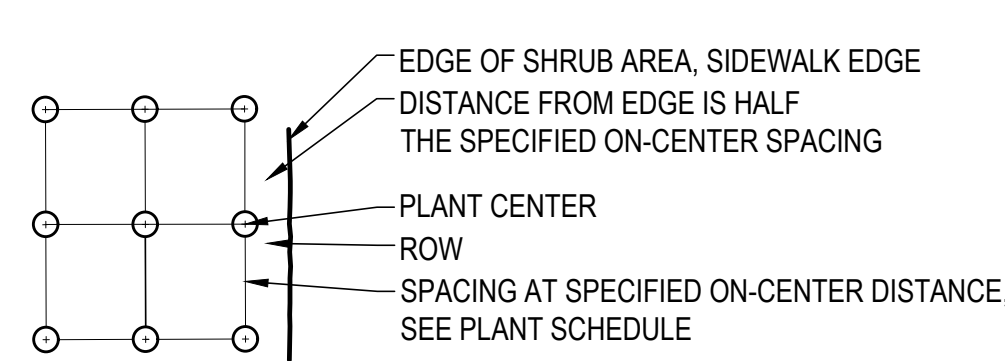 EDGE OF SHRUB AREA, SIDEWALK EDGE
DISTANCE FROM EDGE IS HALF
THE SPECIFIED ON-CENTER SPACING
PLANT CENTER
ROW
SPACING AT SPECIFIED ON-CENTER DISTANCE,
SEE PLANT SCHEDULE